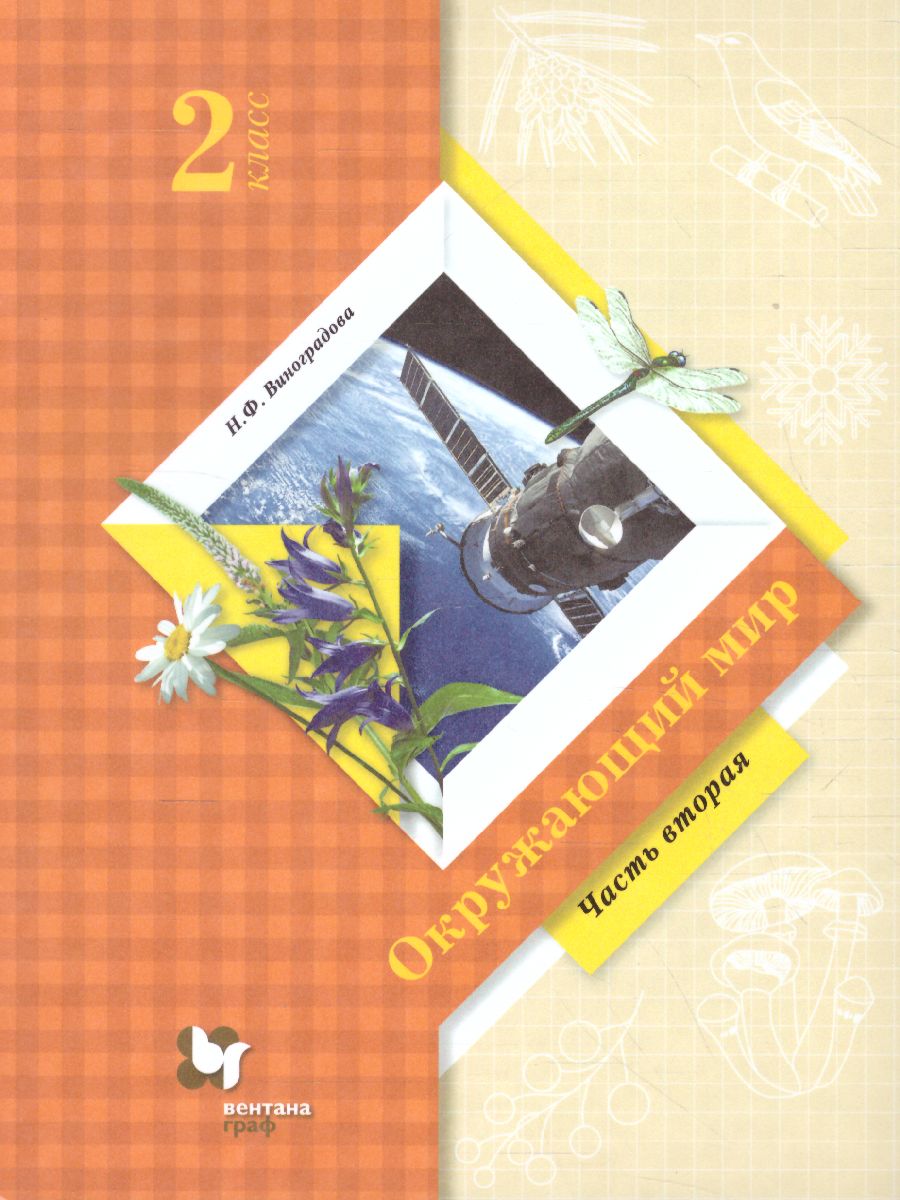 2
класс
Н.Ф. Виноградова
Окружающий мир
Часть вторая
вентана
граф